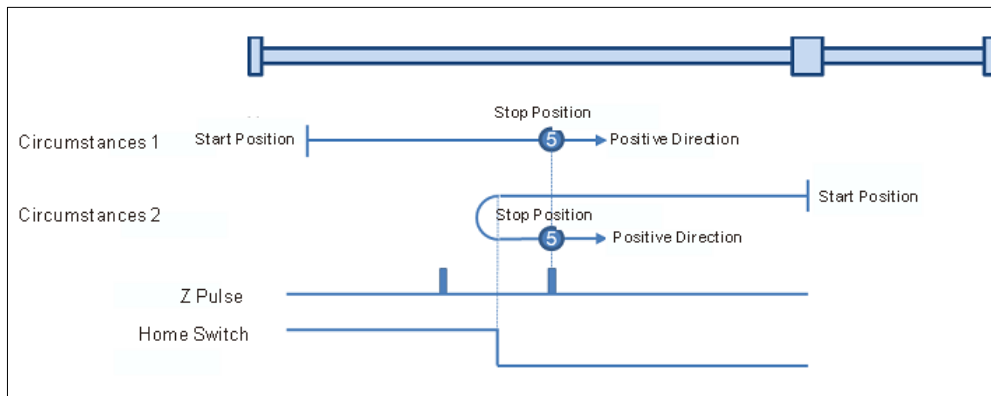 Stop Position
Circumstances 1 Start Position 5 Positive Direction
Start Position
Circumstances 2 Stop Position
5 Positive Direction
Z Pulse
Home Switch